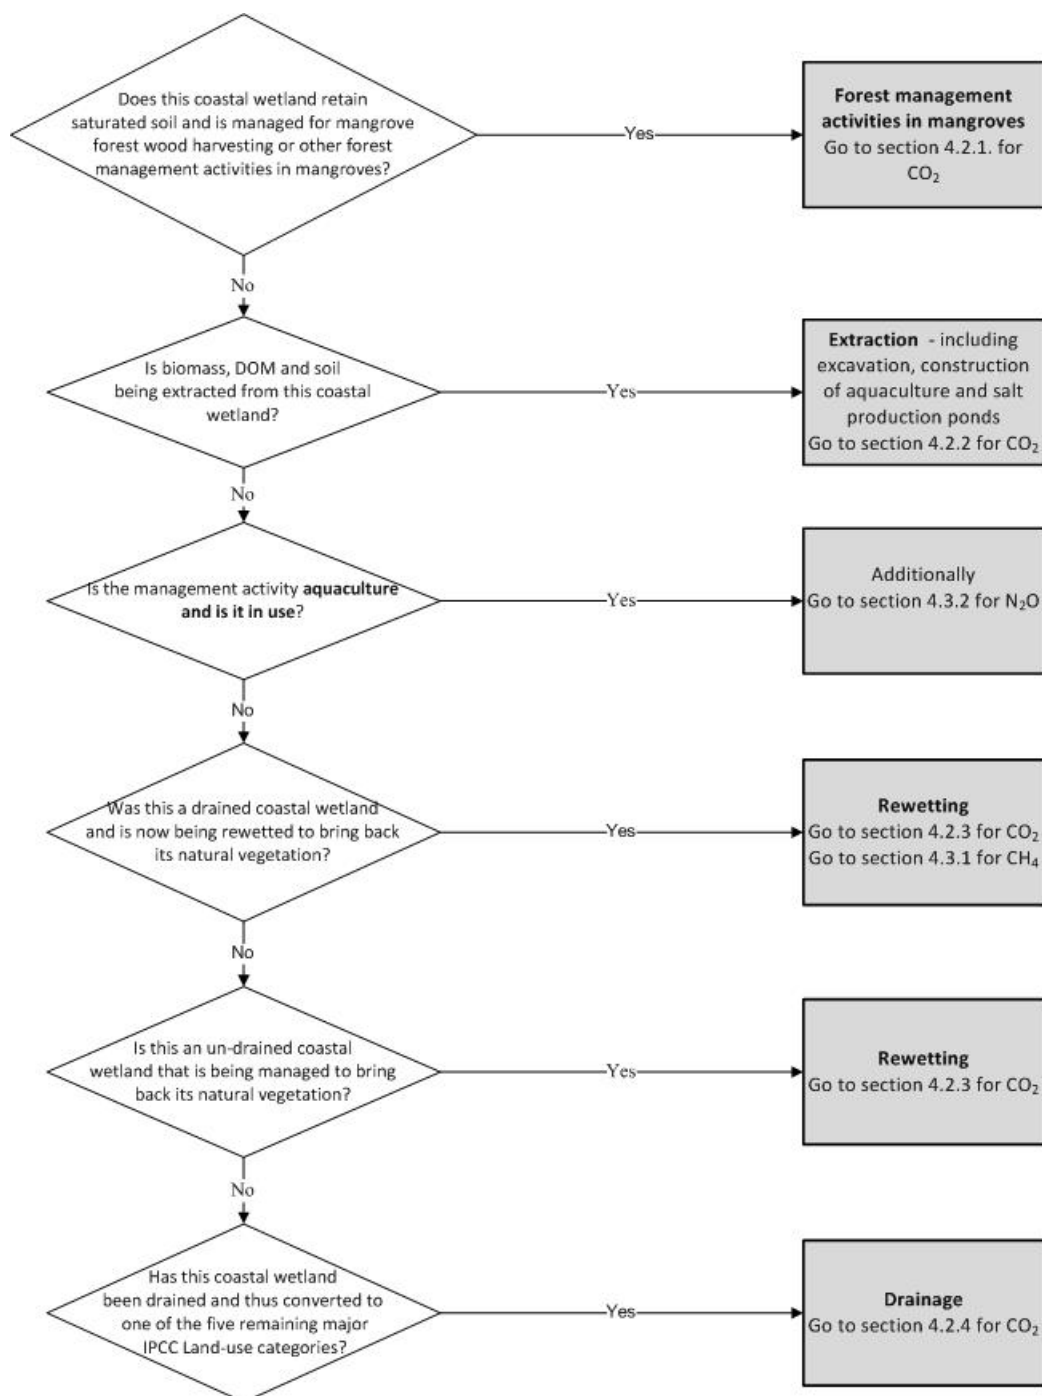 Does this coastal wetland retain
saturated soil and is managed for mangrove
forest wood harvesting or other forest
management activities in mangroves?
Yes
Forest management
activities in mangroves
Go to section 4.2.1. for
CO₂
No
Is biomass, DOM and soil
being extracted from this coastal
wetland?
Yes
Extraction - including
excavation, construction
of aquaculture and salt
production ponds
Go to section 4.2.2 for CO₂
No
Is the management activity aquaculture
and is it in use?
Yes
Additionally
Go to section 4.3.2 for N₂O
No
Was this a drained coastal wetland
and is now being rewetted to bring back
its natural vegetation?
Yes
Rewetting
Go to section 4.2.3 for CO₂
Go to section 4.3.1 for CH₄
No
Is this an un-drained coastal
wetland that is being managed to bring
back its natural vegetation?
Yes
Rewetting
Go to section 4.2.3 for CO₂
No
Has this coastal wetland
been drained and thus converted to
one of the five remaining major
IPCC Land-use categories?
Yes
Drainage
Go to section 4.2.4 for CO₂